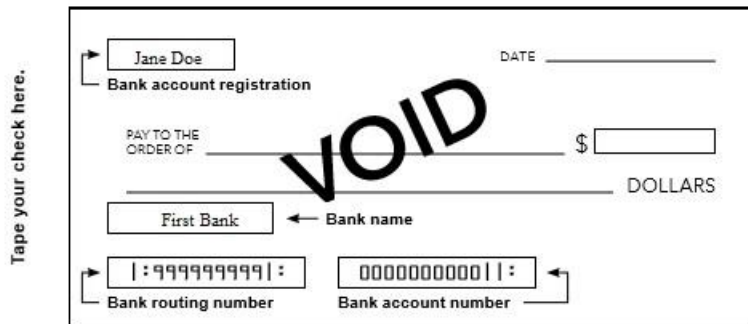 Tape your check here.
Jane Doe
DATE
Bank account registration
VOID
PAY TO THE
ORDER OF
$
DOLLARS
First Bank
Bank name
|:999999999|:
0000000000||:
Bank routing number
Bank account number